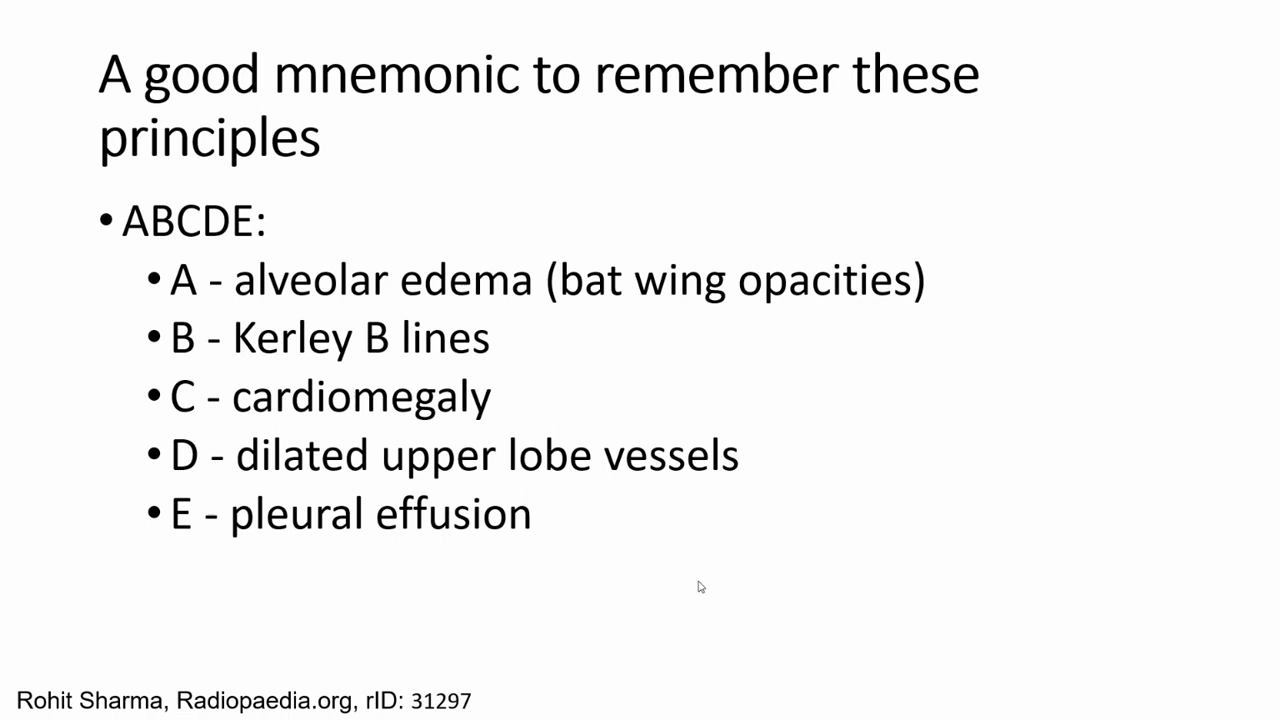 A good mnemonic to remember these
principles
• ABCDE:
• A - alveolar edema (bat wing opacities)
• B - Kerley B lines
• C - cardiomegaly
• D - dilated upper lobe vessels
• E - pleural effusion
Rohit Sharma, Radiopaedia.org, rID: 31297